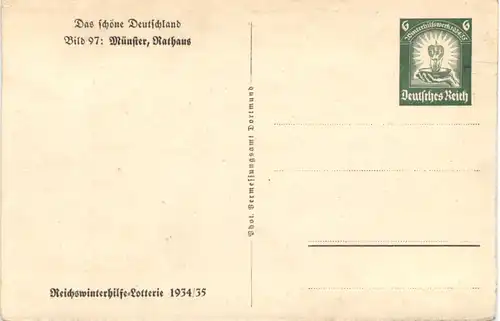 Das schöne Deutschland
Bild 97: Münster, Rathaus
6 6
Winterhilfswerk 1934/35
Deutsches Reich
Phot. Vermessungsamt Dortmund
Reichswinterhilfe-Lotterie 1934/35